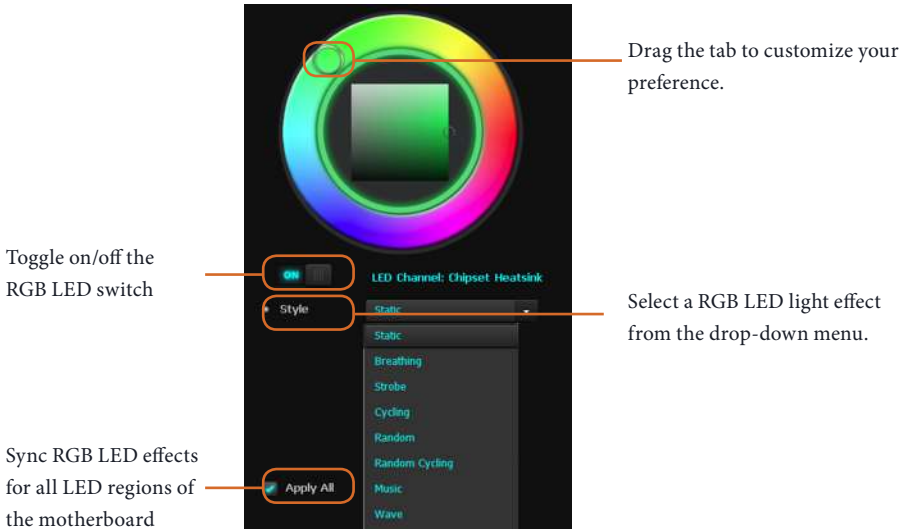 Drag the tab to customize your
preference.
Toggle on/off the
RGB LED switch
ON
LED Channel: Chipset Heatsink
Style
Static
Select a RGB LED light effect
from the drop-down menu.
Static
Breathing
Strobe
Cycling
Random
Random Cycling
Music
Wave
Sync RGB LED effects
for all LED regions of
the motherboard
Apply All